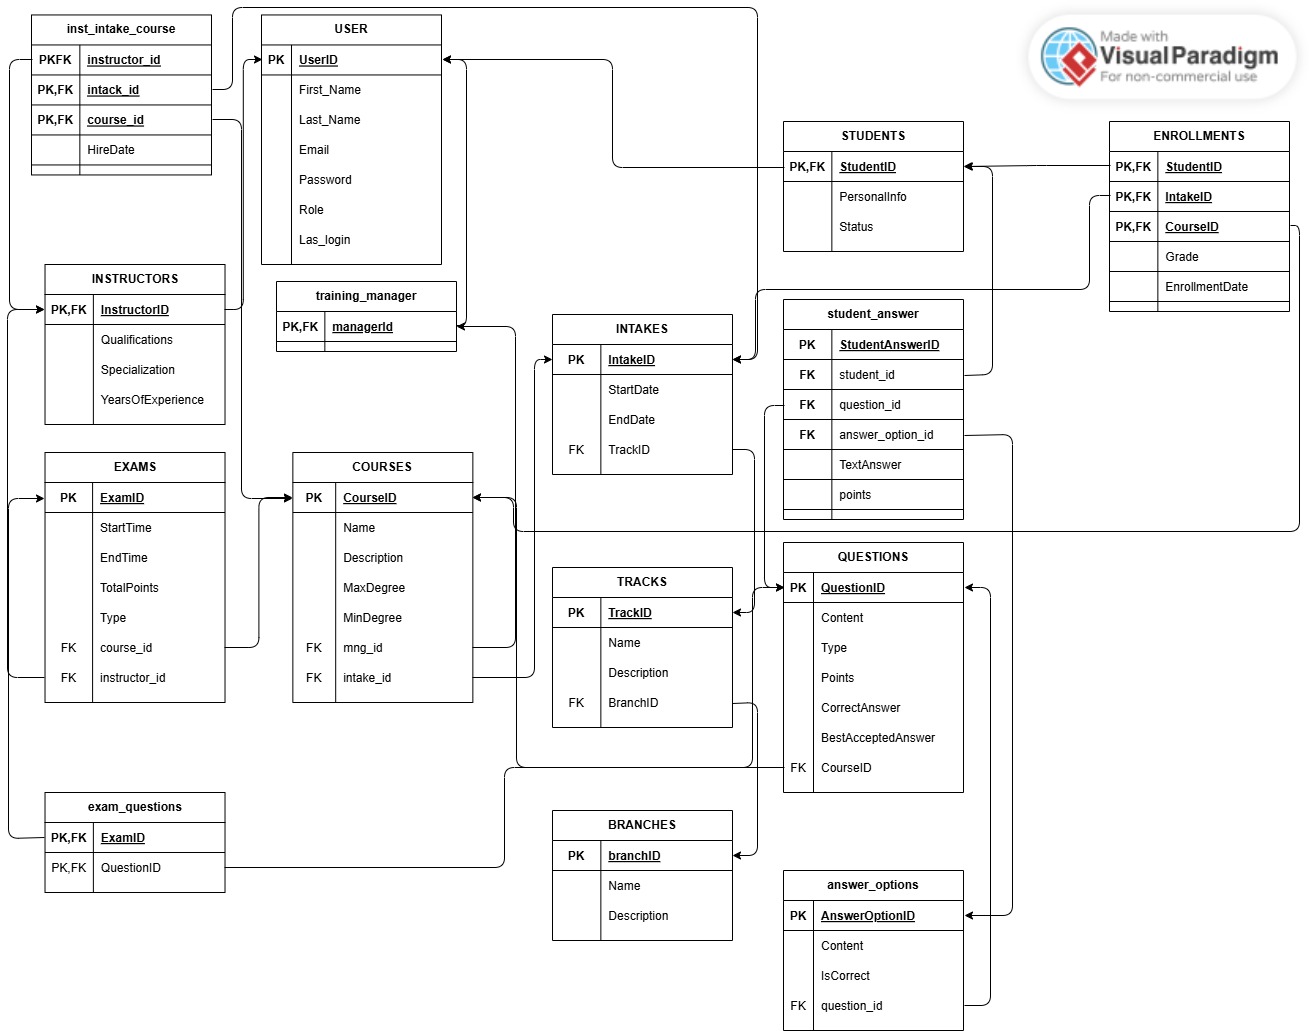 inst_intake_course
PKFK instructor_id
PK,FK intack_id
PK,FK course_id
HireDate
USER
PK UserID
First_Name
Last_Name
Email
Password
Role
Las_login
Made with
Visual Paradigm
For non-commercial use
STUDENTS
PK,FK StudentID
PersonalInfo
Status
ENROLLMENTS
PK,FK StudentID
PK,FK IntakeID
PK,FK CourseID
Grade
EnrollmentDate
INSTRUCTORS
PK,FK InstructorID
Qualifications
Specialization
YearsOfExperience
training_manager
PK,FK managerId
INTAKES
PK IntakeID
StartDate
EndDate
FK TrackID
student_answer
PK StudentAnswerID
FK student_id
FK question_id
FK answer_option_id
TextAnswer
points
EXAMS
PK ExamID
StartTime
EndTime
TotalPoints
Type
FK course_id
FK instructor_id
COURSES
PK CourseID
Name
Description
MaxDegree
MinDegree
FK mng_id
FK intake_id
TRACKS
PK TrackID
Name
Description
FK BranchID
QUESTIONS
PK QuestionID
Content
Type
Points
CorrectAnswer
BestAcceptedAnswer
FK CourseID
exam_questions
PK,FK ExamID
PK,FK QuestionID
BRANCHES
PK branchID
Name
Description
answer_options
PK AnswerOptionID
Content
IsCorrect
FK question_id